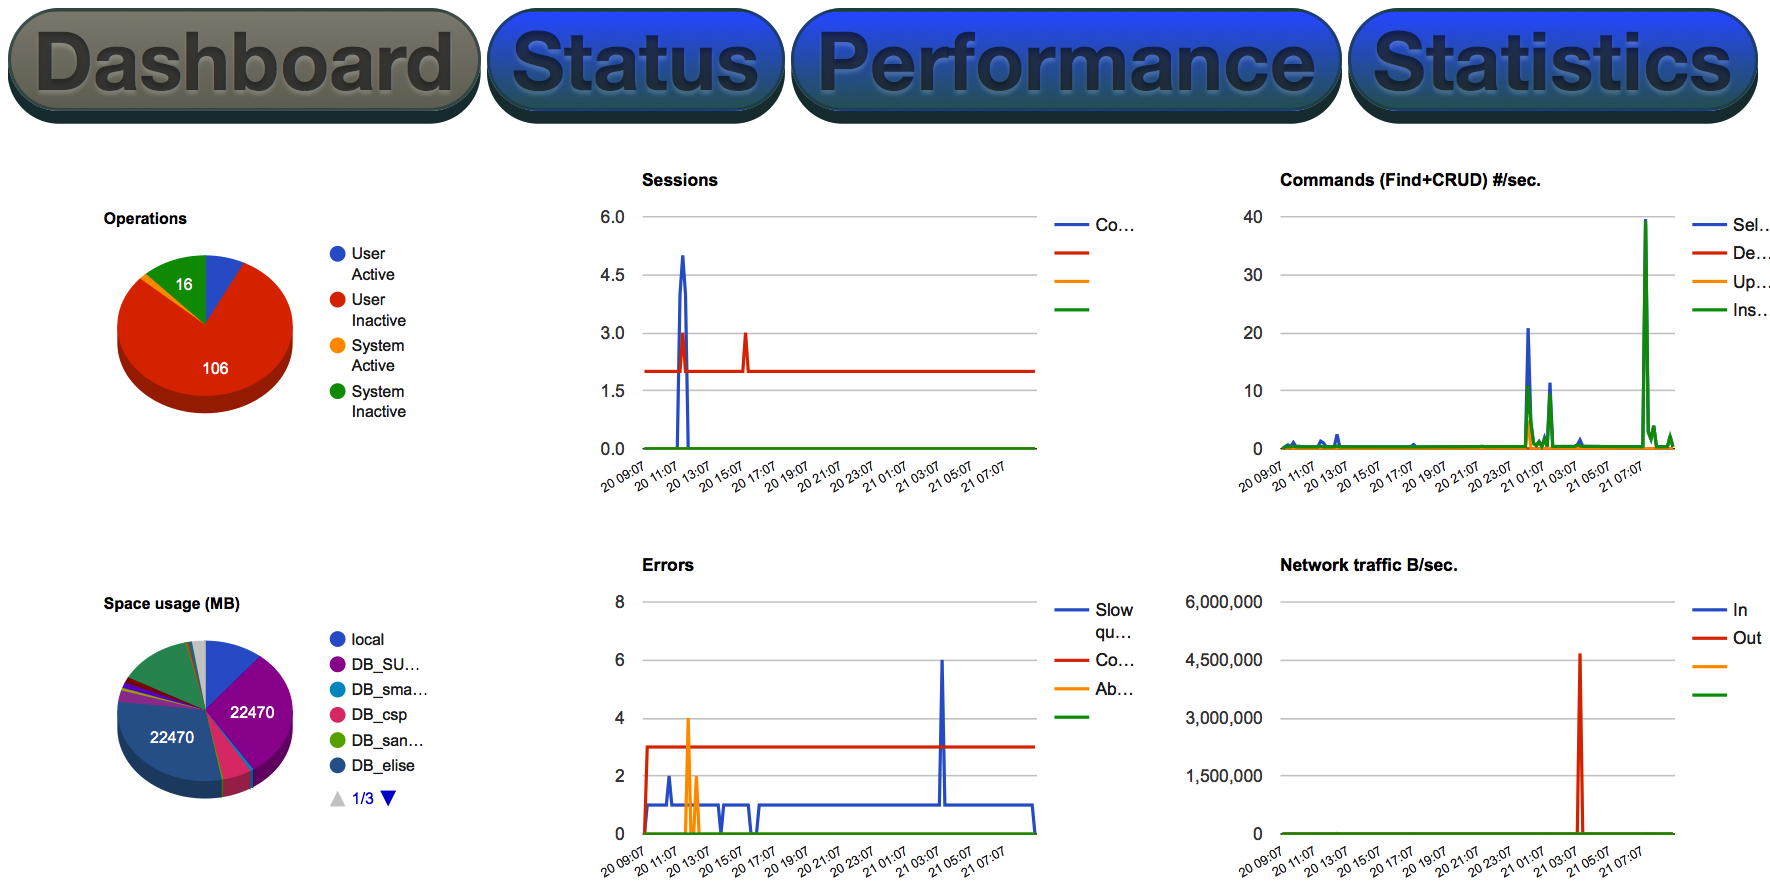 Dashboard Status Performance Statistics
Operations
16
106
User
Active
User
Inactive
System
Active
System
Inactive
Sessions
6.0
4.5
3.0
1.5
0.0
20 09:07 20 11:07 20 13:07 20 15:07 20 17:07 20 19:07 20 21:07 20 23:07 21 01:07 21 03:07 21 05:07 21 07:07
Co…
Commands (Find+CRUD) #/sec.
40
30
20
10
0
20 09:07 20 11:07 20 13:07 20 15:07 20 17:07 20 19:07 20 21:07 20 23:07 21 01:07 21 03:07 21 05:07 21 07:07
Sel…
De…
Up…
Ins…
Space usage (MB)
22470
22470
local
DB_SU…
DB_sma…
DB_csp
DB_san…
DB_elise
1/3
Errors
8
6
4
2
0
20 09:07 20 11:07 20 13:07 20 15:07 20 17:07 20 19:07 20 21:07 20 23:07 21 01:07 21 03:07 21 05:07 21 07:07
Slow
qu…
Co…
Ab…
Network traffic B/sec.
6,000,000
4,500,000
3,000,000
1,500,000
0
20 09:07 20 11:07 20 13:07 20 15:07 20 17:07 20 19:07 20 21:07 20 23:07 21 01:07 21 03:07 21 05:07 21 07:07
In
Out